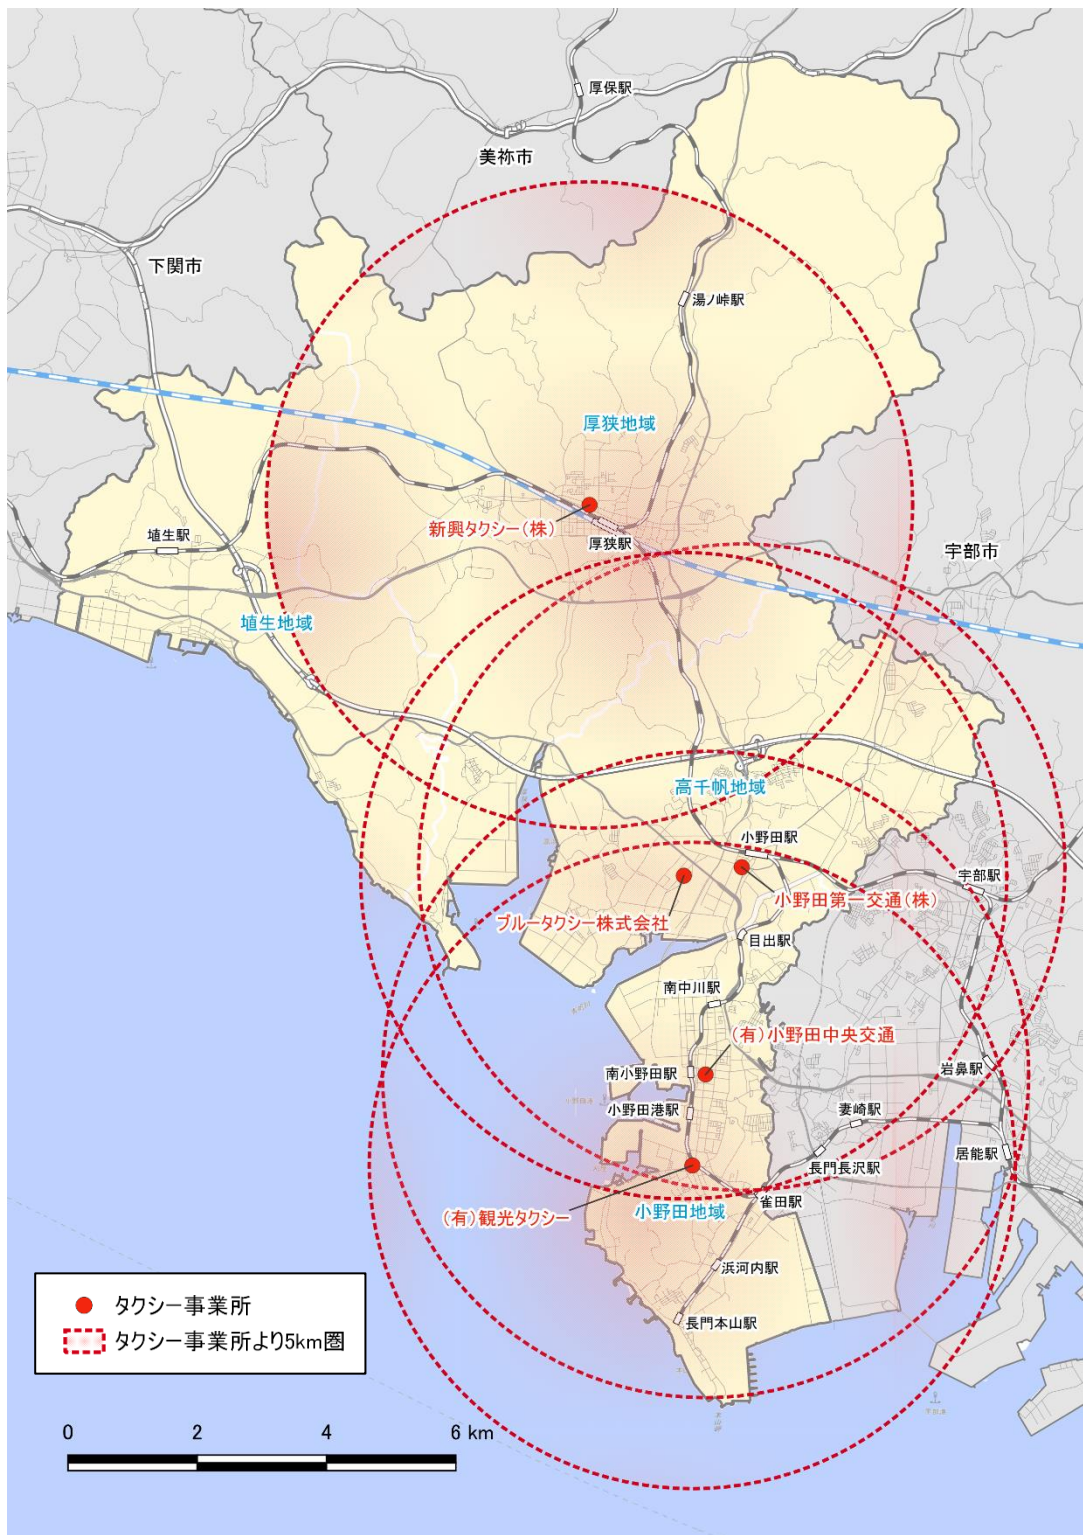 厚保駅
美祢市
下関市
湯ノ峠駅
厚狭地域
新興タクシー(株)
厚狭駅
宇部市
埴生駅
埴生地域
高千帆地域
小野田駅
宇部駅
小野田第一交通(株)
ブルータクシー株式会社
目出駅
南中川駅
(有)小野田中央交通
岩鼻駅
南小野田駅
小野田港駅
妻崎駅
居能駅
長門長沢駅
雀田駅
(有)観光タクシー
小野田地域
浜河内駅
長門本山駅
タクシー事業所
タクシー事業所より5km圏
0 2 4 6 km